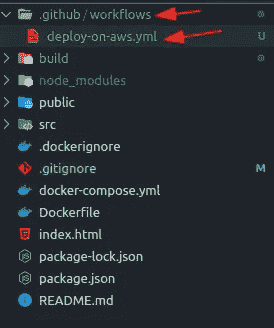 .github / workflows
deploy-on-aws.yml U
build
node_modules
public
src
.dockerignore
.gitignore M
docker-compose.yml
Dockerfile
index.html
package-lock.json
package.json
README.md